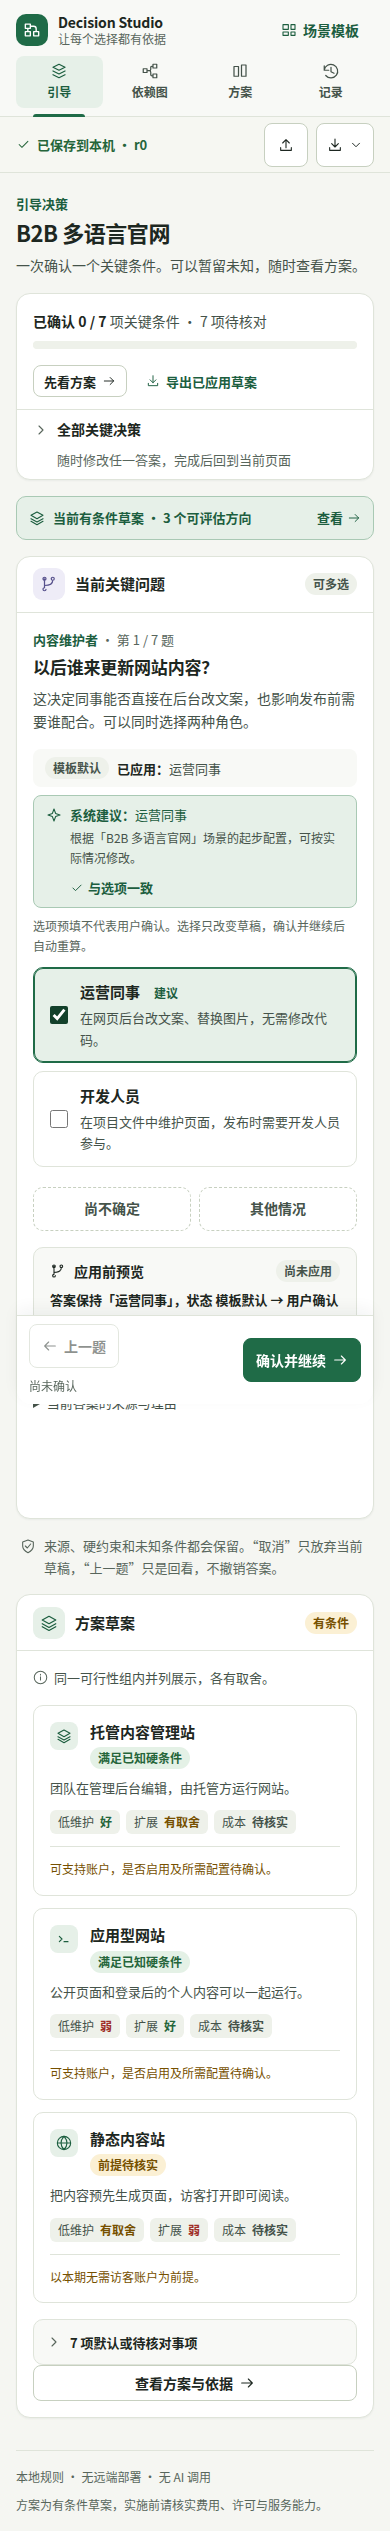 Decision Studio
让每个选择都有依据
场景模板
引导
依赖图
方案
记录
已保存到本机 · r0
引导决策
B2B 多语言官网
一次确认一个关键条件。可以暂留未知，随时查看方案。
已确认 0 / 7 项关键条件 · 7 项待核对
先看方案 →
导出已应用草案
全部关键决策
随时修改任一答案，完成后回到当前页面
当前有条件草案 · 3 个可评估方向
查看 →
当前关键问题
可多选
内容维护者 · 第 1 / 7 题
以后谁来更新网站内容？
这决定同事能否直接在后台改文案，也影响发布前需
要谁配合。可以同时选择两种角色。
模板默认 已应用：运营同事
系统建议：运营同事
根据「B2B 多语言官网」场景的起步配置，可按实
际情况修改。
与选项一致
选项预填不代表用户确认。选择只改变草稿，确认并继续后
自动重算。
运营同事 建议
在网页后台改文案、替换图片，无需修改代
码。
开发人员
在项目文件中维护页面，发布时需要开发人员
参与。
尚不确定
其他情况
应用前预览
尚未应用
答案保持「运营同事」，状态 模板默认 → 用户确认
← 上一题
尚未确认
确认并继续 →
当前答案的来源与理由
来源、硬约束和未知条件都会保留。“取消”只放弃当前
草稿，“上一题”只是回看，不撤销答案。
方案草案
有条件
同一可行性组内并列展示，各有取舍。
托管内容管理站
满足已知硬条件
团队在管理后台编辑，由托管方运行网站。
低维护 好
扩展 有取舍
成本 待核实
可支持账户，是否启用及所需配置待确认。
应用型网站
满足已知硬条件
公开页面和登录后的个人内容可以一起运行。
低维护 弱
扩展 好
成本 待核实
可支持账户，是否启用及所需配置待确认。
静态内容站
前提待核实
把内容预先生成页面，访客打开即可阅读。
低维护 有取舍
扩展 弱
成本 待核实
以本期无需访客账户为前提。
7 项默认或待核对事项
查看方案与依据 →
本地规则 · 无远端部署 · 无 AI 调用
方案为有条件草案，实施前请核实费用、许可与服务能力。